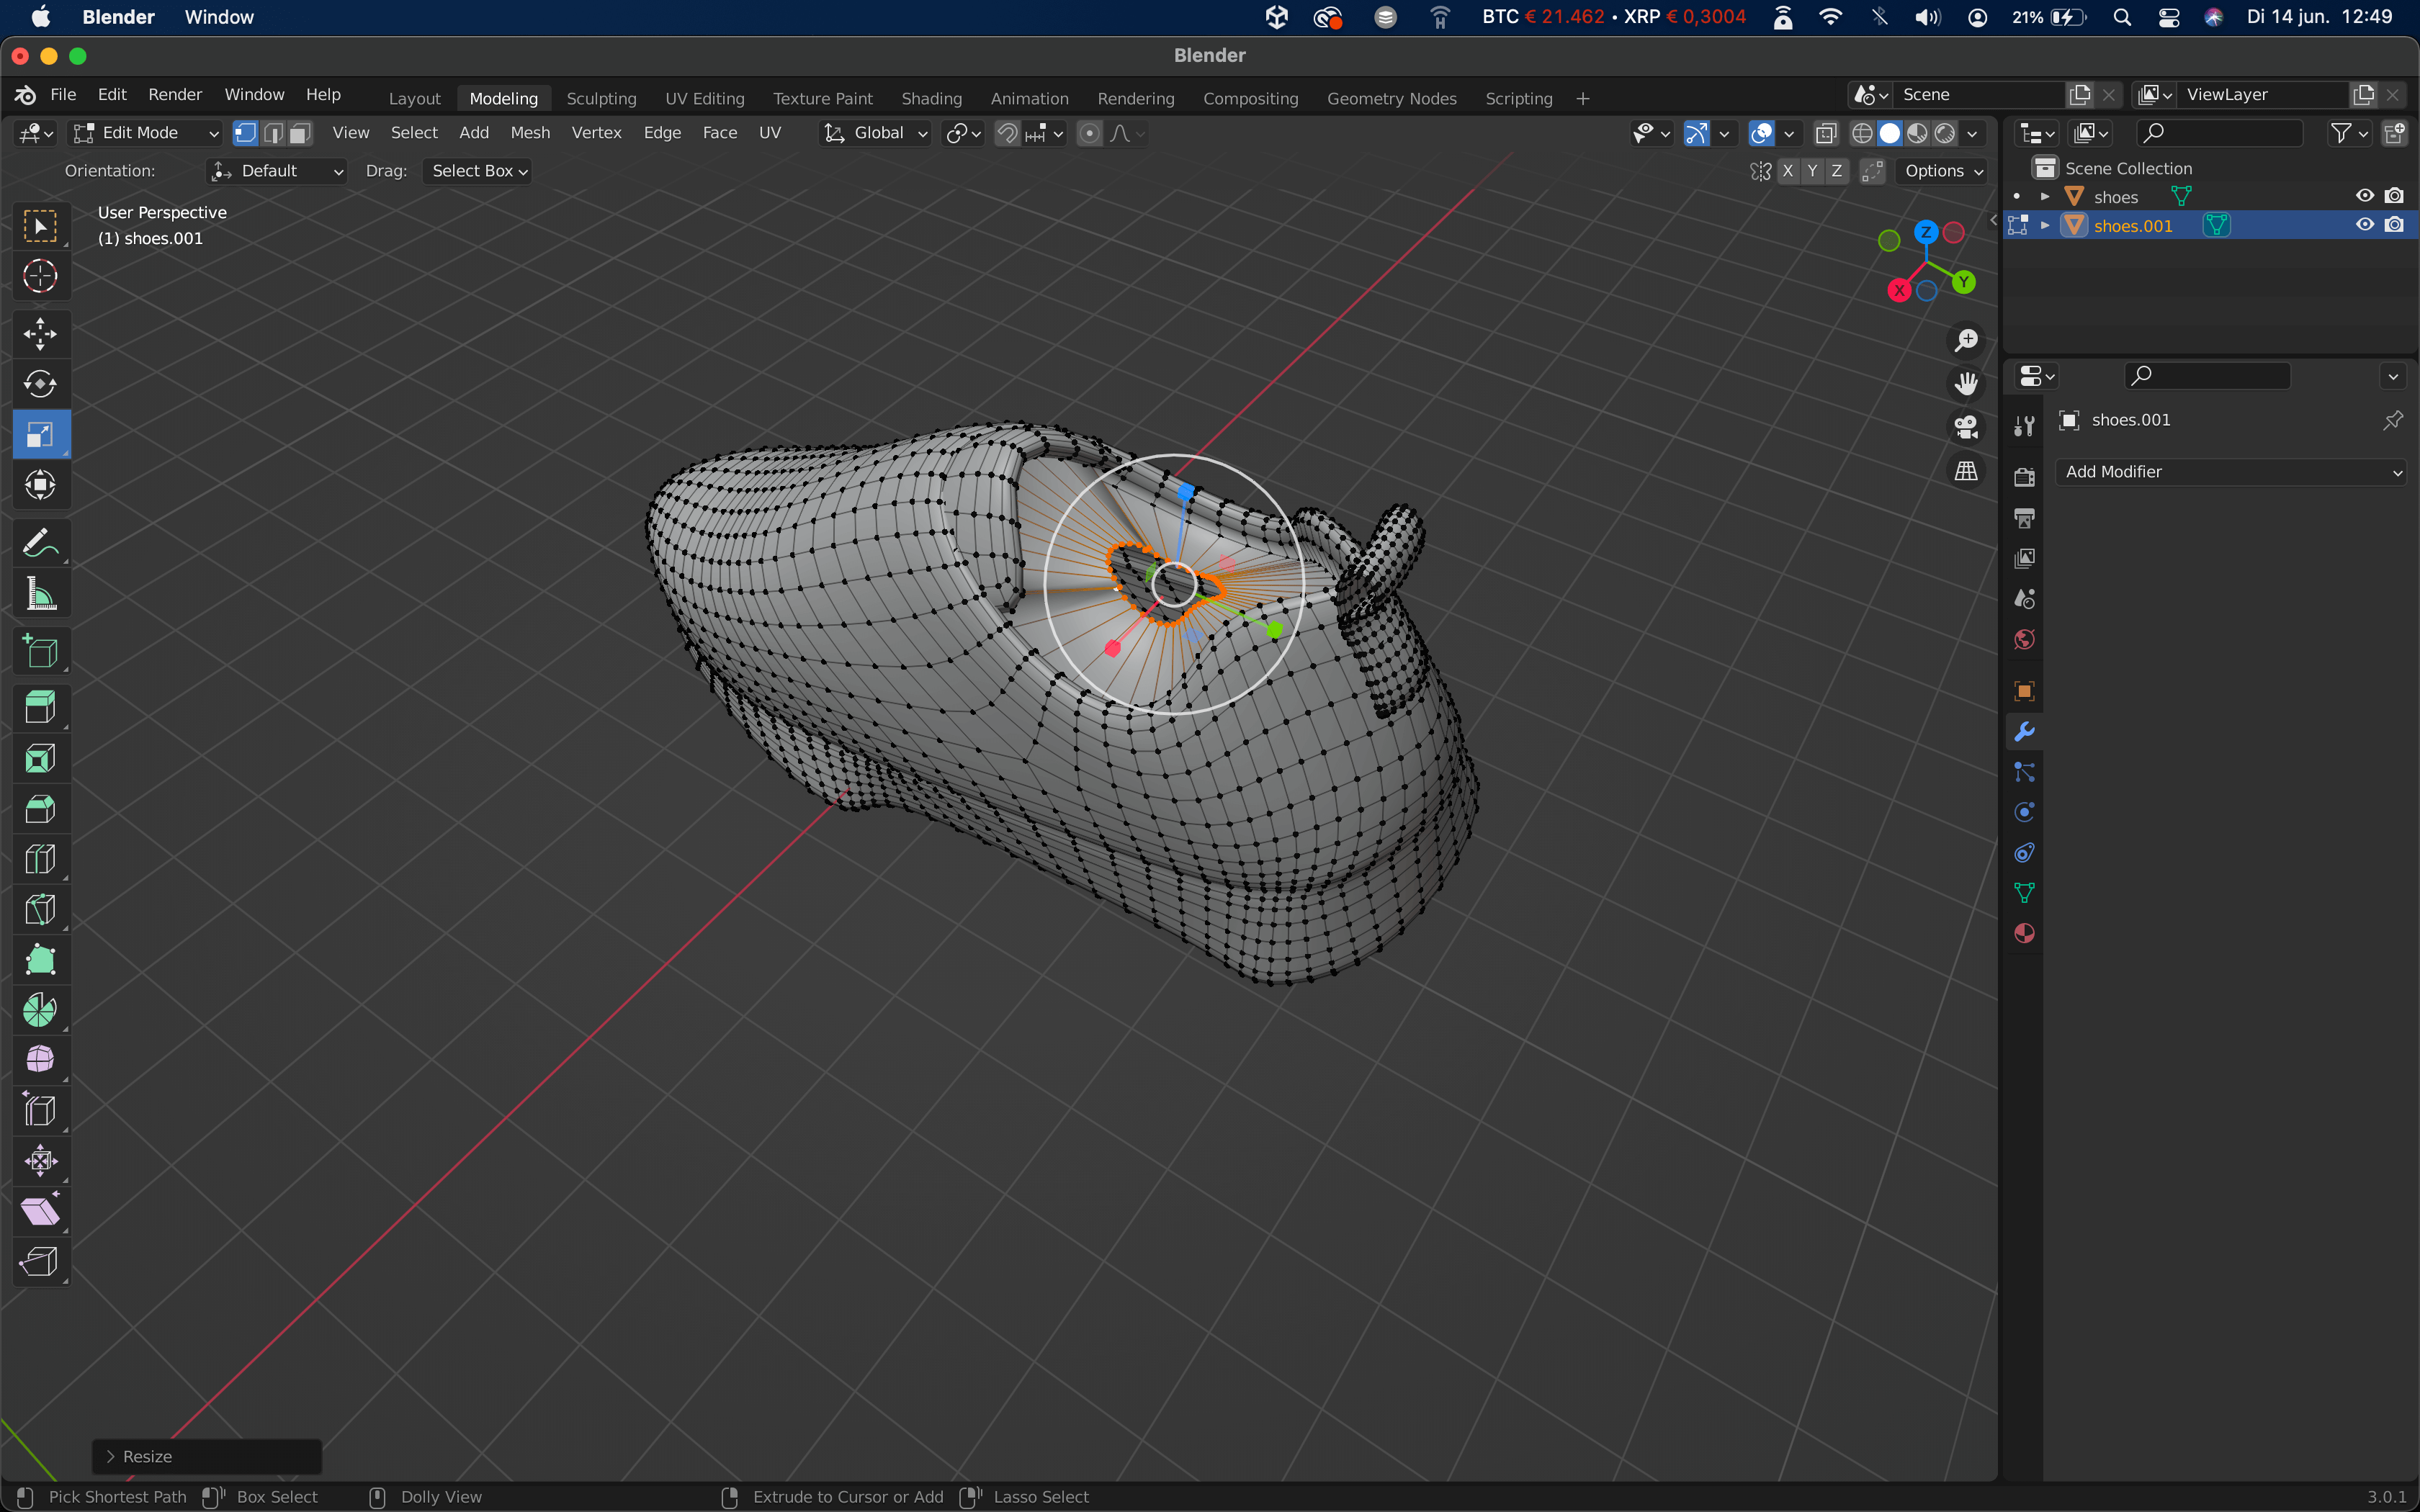 Blender Window BTC € 21.462 • XRP € 0,3004 21% Di 14 jun. 12:49
Blender
File Edit Render Window Help Layout Modeling Sculpting UV Editing Texture Paint Shading Animation Rendering Compositing Geometry Nodes Scripting + Scene ViewLayer
Edit Mode View Select Add Mesh Vertex Edge Face UV Global
Orientation: Default Drag: Select Box X Y Z Options
Scene Collection
shoes
shoes.001
User Perspective
(1) shoes.001
Z
Y
X
shoes.001
Add Modifier
Resize
Pick Shortest Path Box Select Dolly View Extrude to Cursor or Add Lasso Select 3.0.1